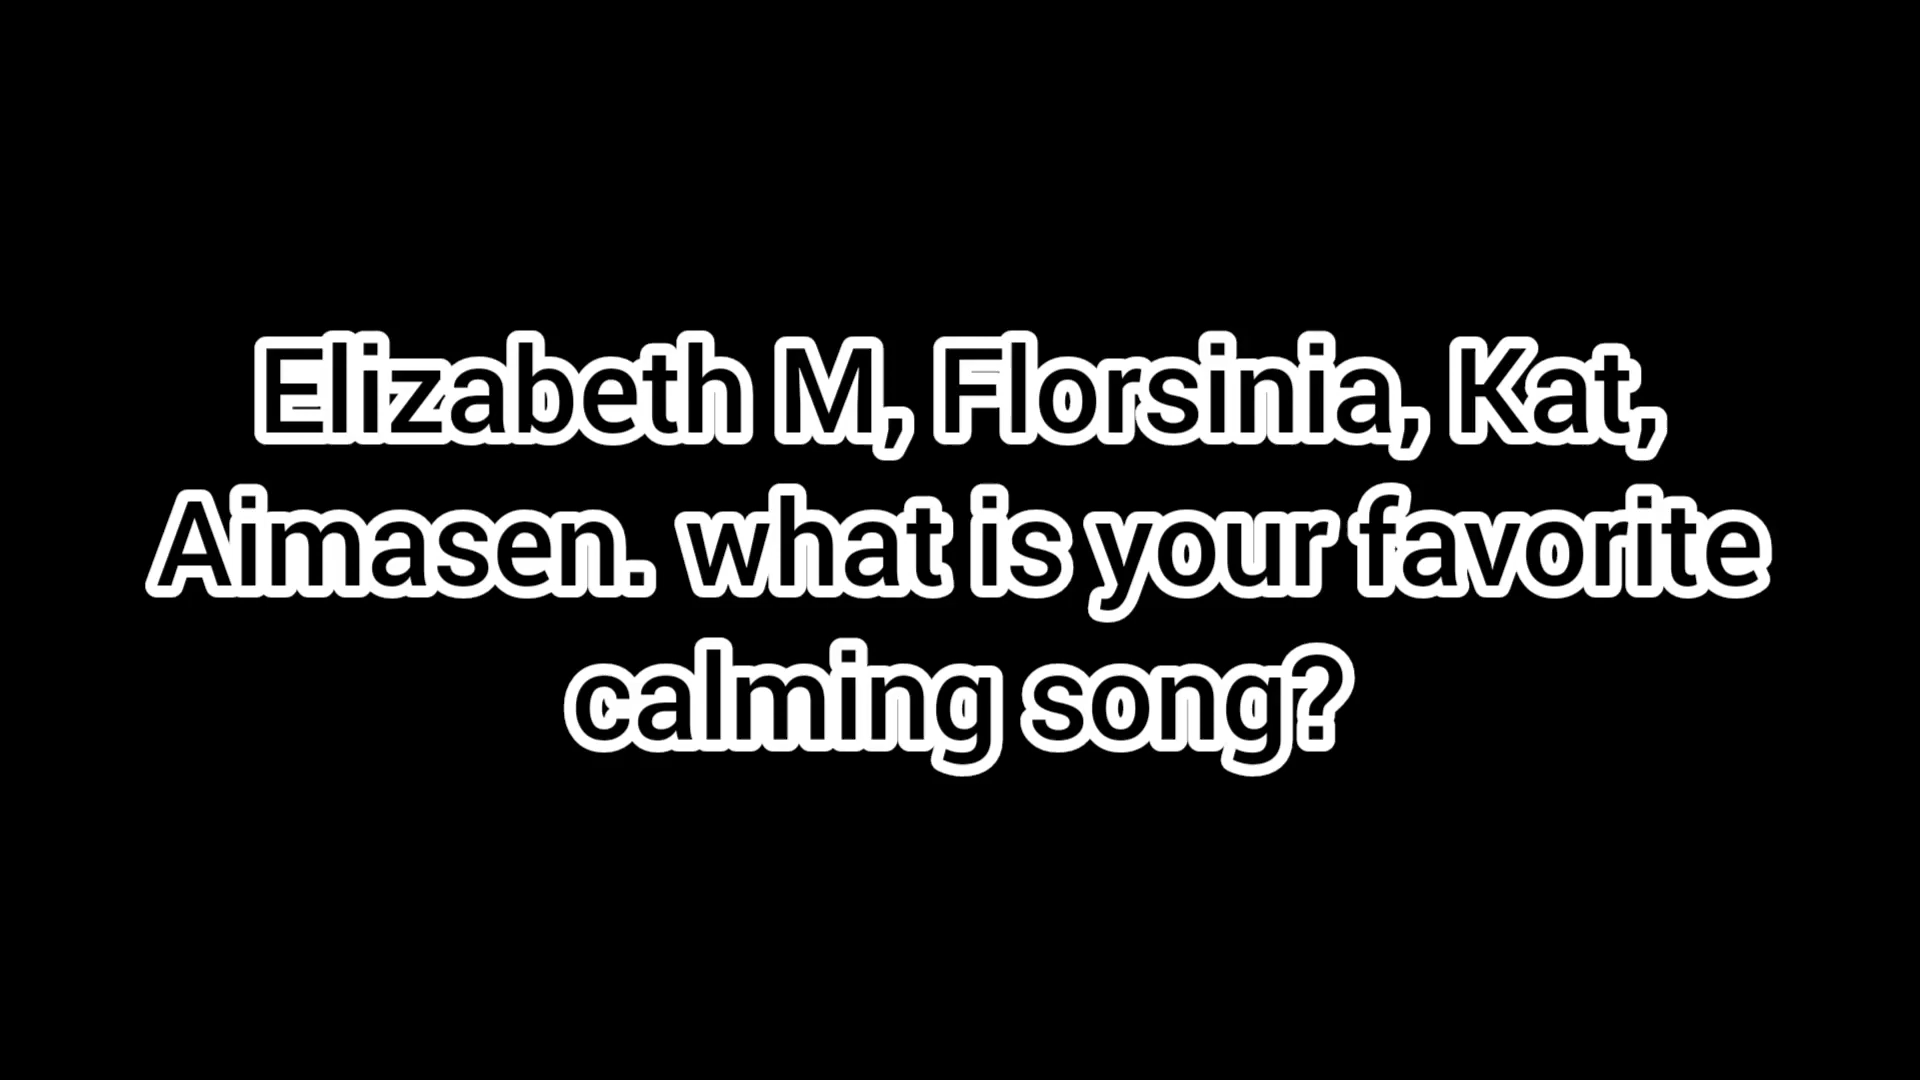 Elizabeth M, Florsinia, Kat,
Aimasen. what is your favorite
calming song?